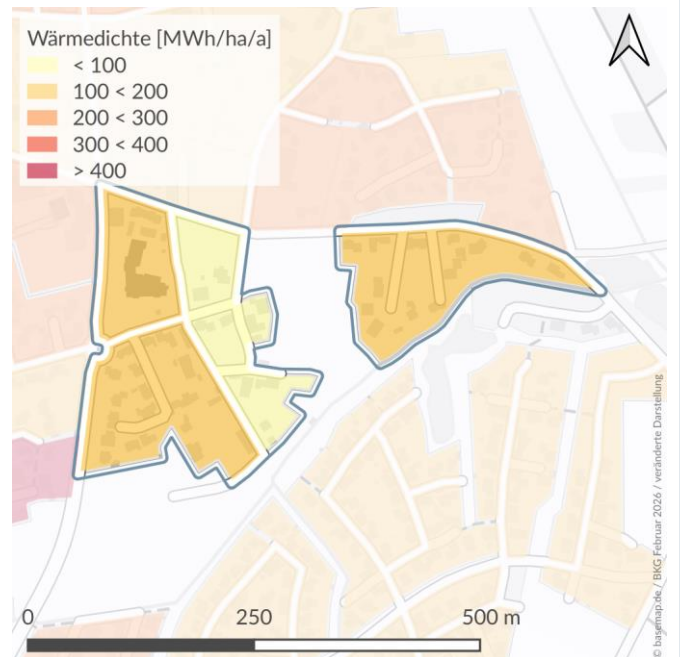 Wärmedichte [MWh/ha/a]
< 100
100 < 200
200 < 300
300 < 400
> 400
0 250 500 m
© basemap.de / BKG Februar 2026 / veränderte Darstellung